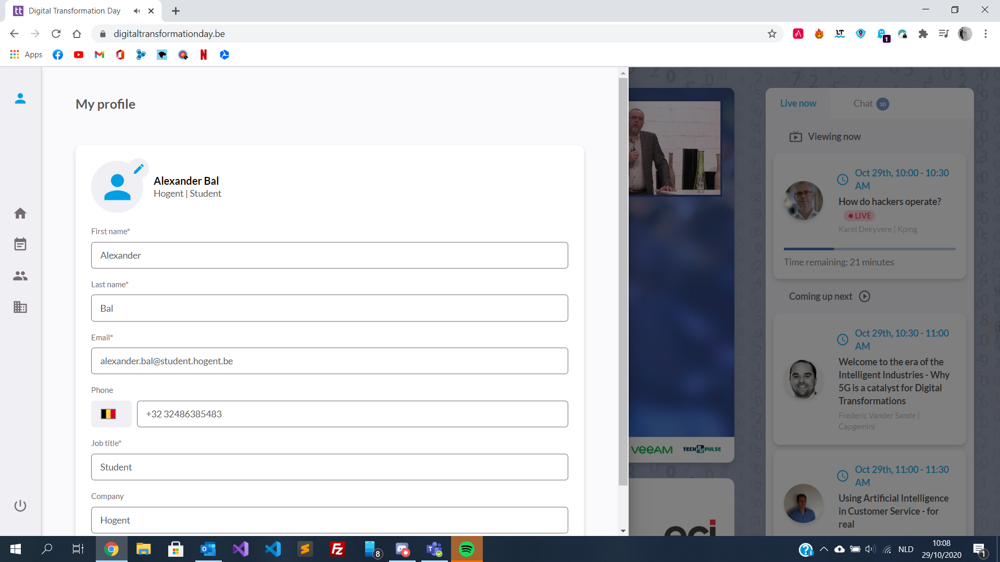 Digital Transformation Day
digitaltransformationday.be
1
Apps
My profile
Alexander Bal
Hogent | Student
First name*
Alexander
Last name*
Bal
Email*
alexander.bal@student.hogent.be
Phone
+32 32486385483
Job title*
Student
Company
Hogent
VEEAM
TECH PULSE
eci
Live now
Chat 10
Viewing now
Oct 29th, 10:00 - 10:30
AM
How do hackers operate?
LIVE
Karel Dekyvere | Kpmg
Time remaining: 21 minutes
Coming up next
Oct 29th, 10:30 - 11:00
AM
Welcome to the era of the
Intelligent Industries - Why
5G is a catalyst for Digital
Transformations
Frederic Vander Sande |
Capgemini
Oct 29th, 11:00 - 11:30
AM
Using Artificial Intelligence
in Customer Service - for
real
8
NLD
10:08
29/10/2020
1